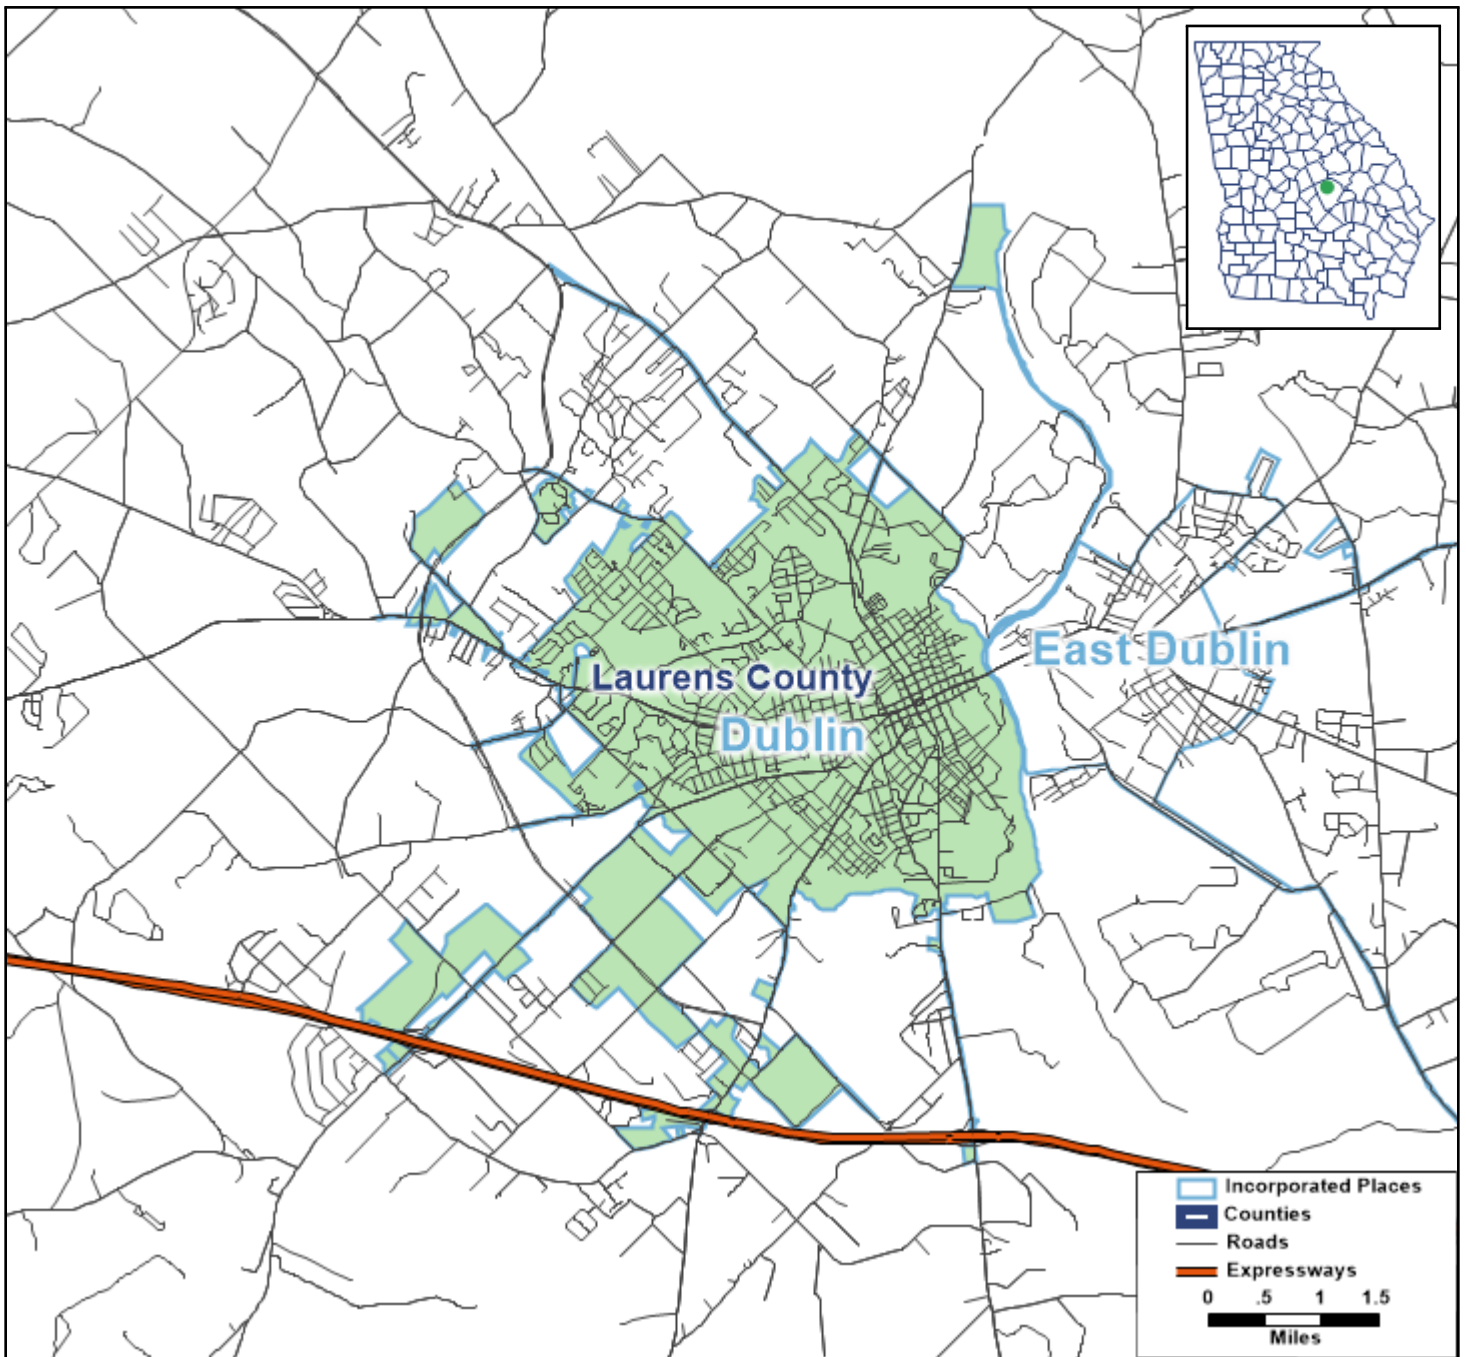 Laurens County
Dublin
East Dublin
Incorporated Places
Counties
Roads
Expressways
0 .5 1 1.5
Miles